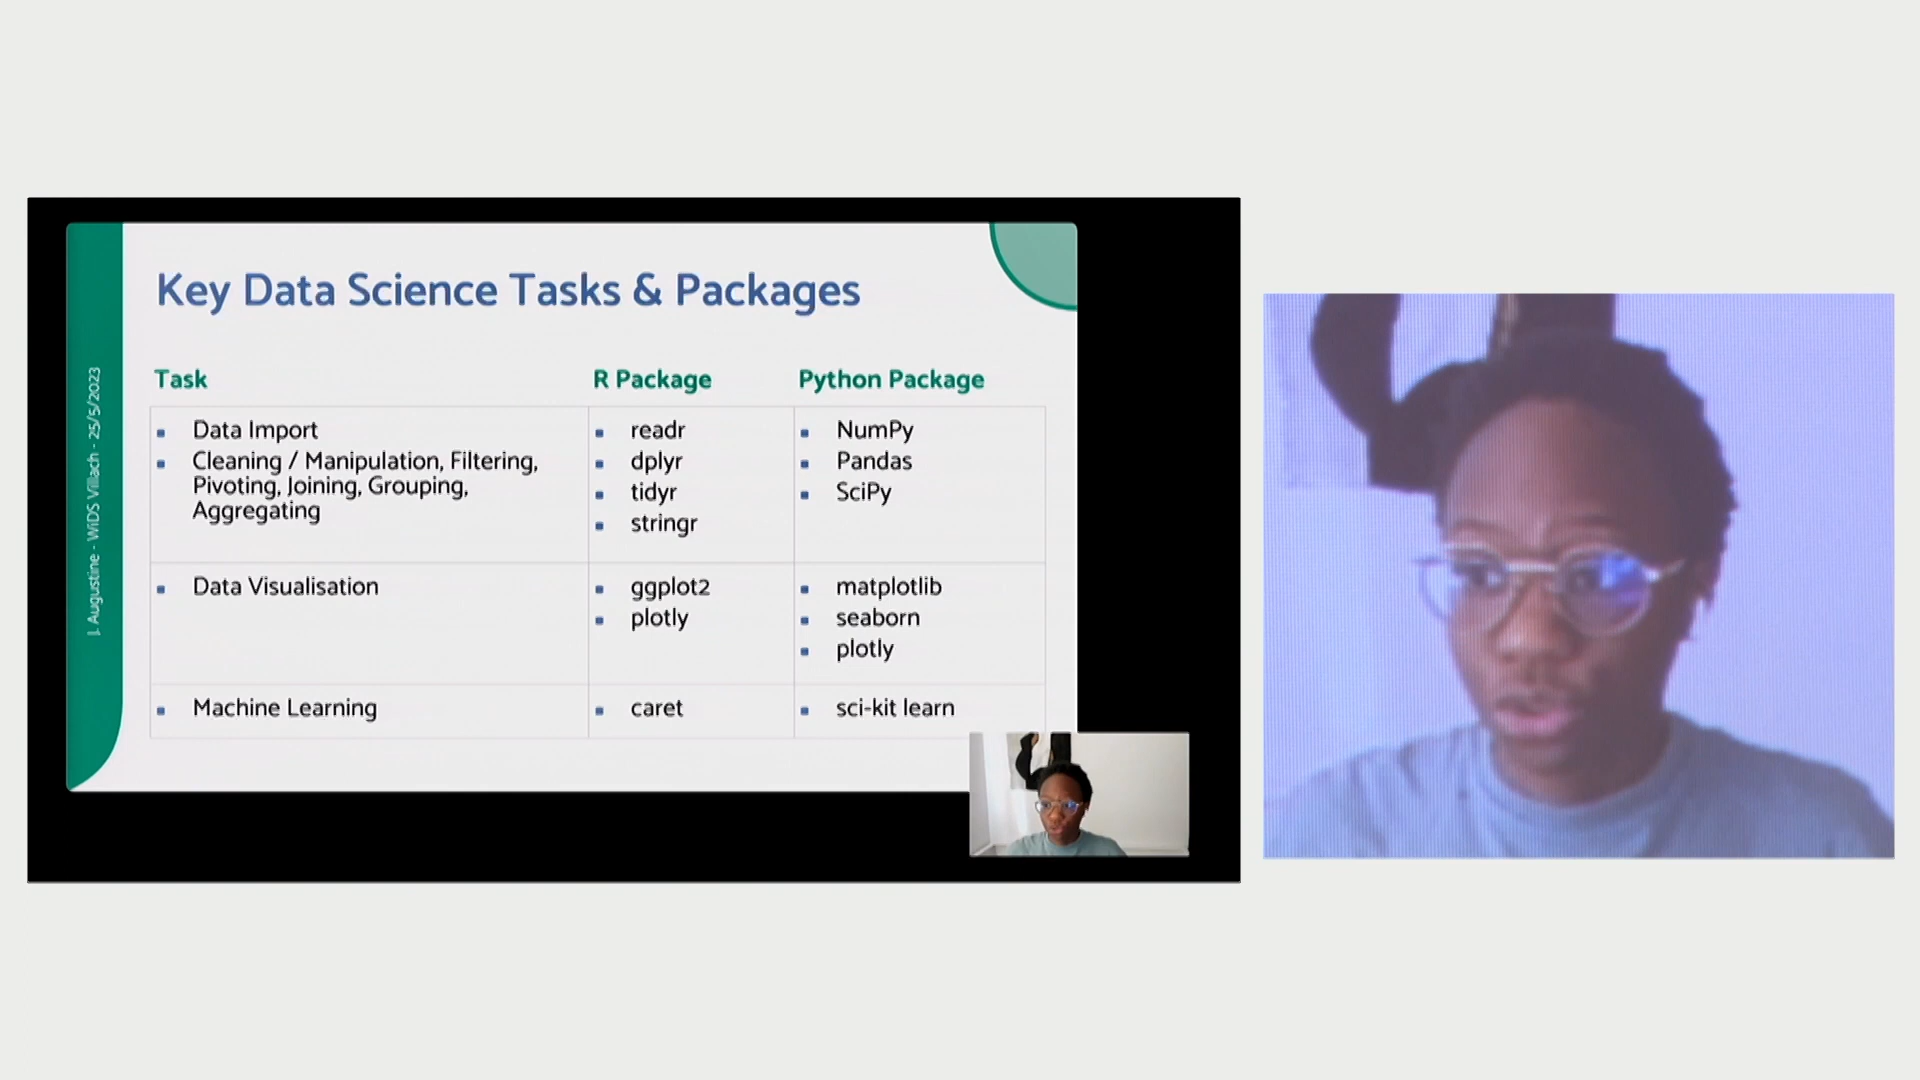 Key Data Science Tasks & Packages
Task
R Package
Python Package
Data Import
Cleaning / Manipulation, Filtering,
Pivoting, Joining, Grouping,
Aggregating
readr
dplyr
tidyr
stringr
NumPy
Pandas
SciPy
Data Visualisation
ggplot2
plotly
matplotlib
seaborn
plotly
Machine Learning
caret
sci-kit learn
J. Augustine - WiDS Villach - 25/5/2023